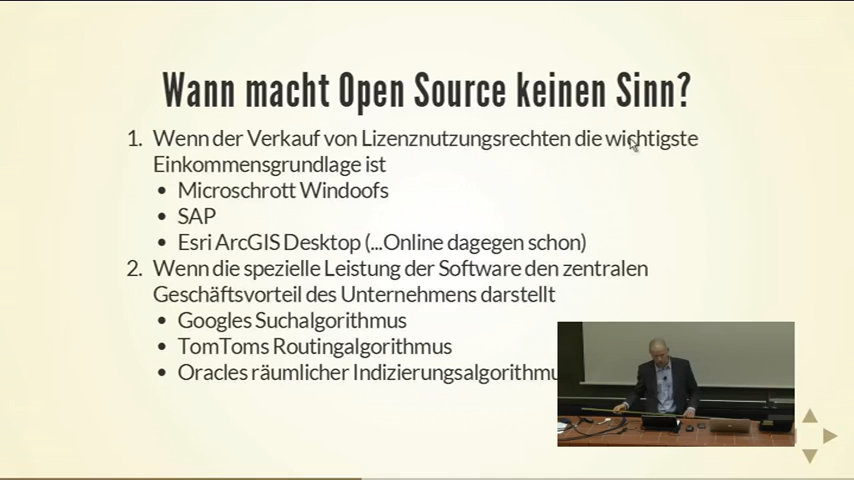 Wann macht Open Source keinen Sinn?
1. Wenn der Verkauf von Lizenznutzungsrechten die wichtigste
Einkommensgrundlage ist
• Microschrott Windoofs
• SAP
• Esri ArcGIS Desktop (...Online dagegen schon)
2. Wenn die spezielle Leistung der Software den zentralen
Geschäftsvorteil des Unternehmens darstellt
• Googles Suchalgorithmus
• TomToms Routingalgorithmus
• Oracles räumlicher Indizierungsalgorithmu